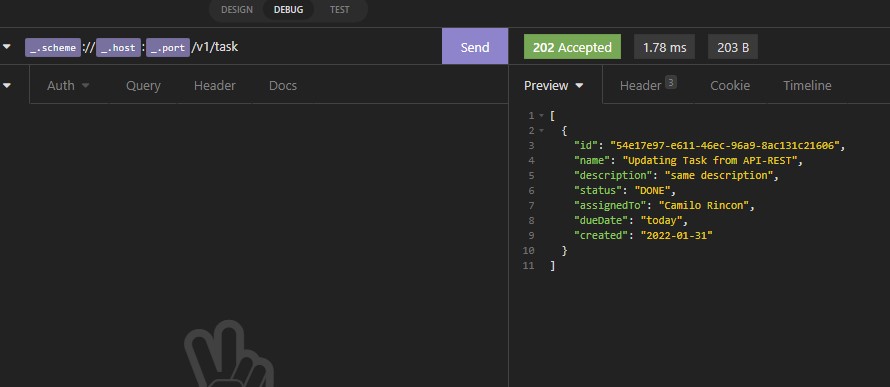 DESIGN DEBUG TEST
_.scheme :// _.host : _.port /v1/task Send 202 Accepted 1.78 ms 203 B
Auth Query Header Docs Preview Header 3 Cookie Timeline
1 [
2 {
3 "id": "54e17e97-e611-46ec-96a9-8ac131c21606",
4 "name": "Updating Task from API-REST",
5 "description": "same description",
6 "status": "DONE",
7 "assignedTo": "Camilo Rincon",
8 "dueDate": "today",
9 "created": "2022-01-31"
10 }
11 ]